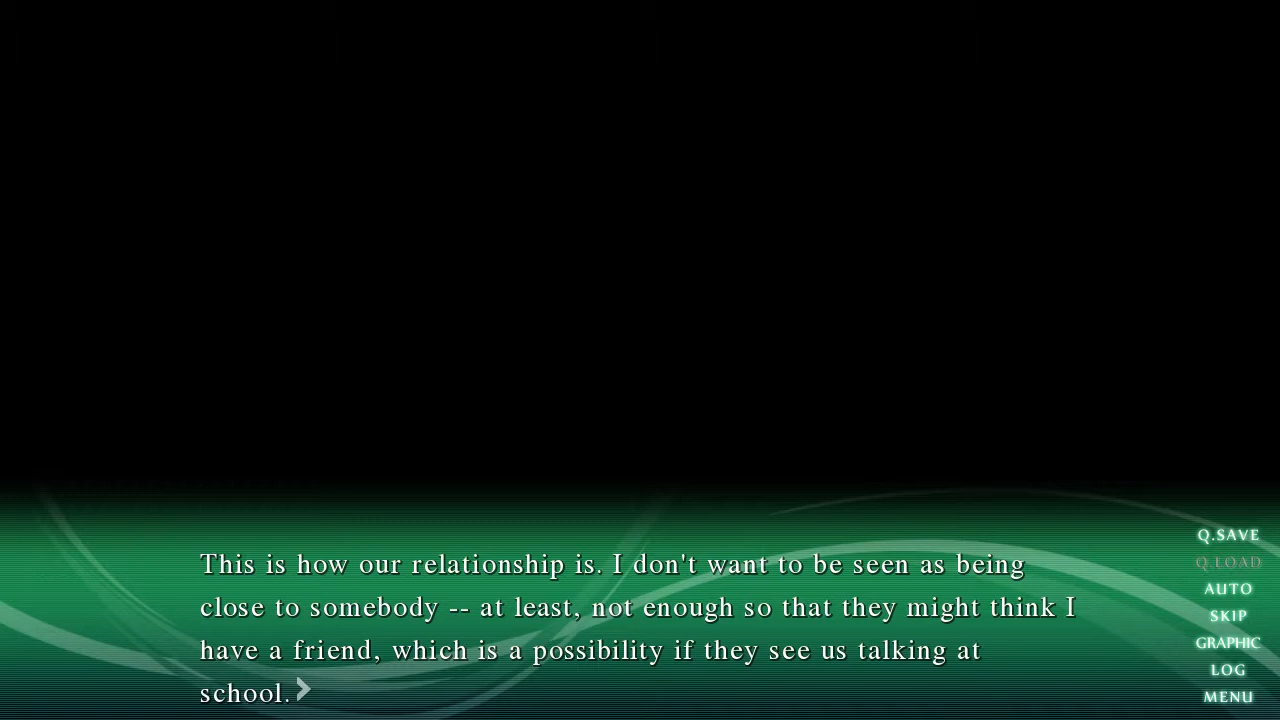 This is how our relationship is. I don't want to be seen as being
close to somebody -- at least, not enough so that they might think I
have a friend, which is a possibility if they see us talking at
school.
Q.SAVE
Q.LOAD
AUTO
SKIP
GRAPHIC
LOG
MENU